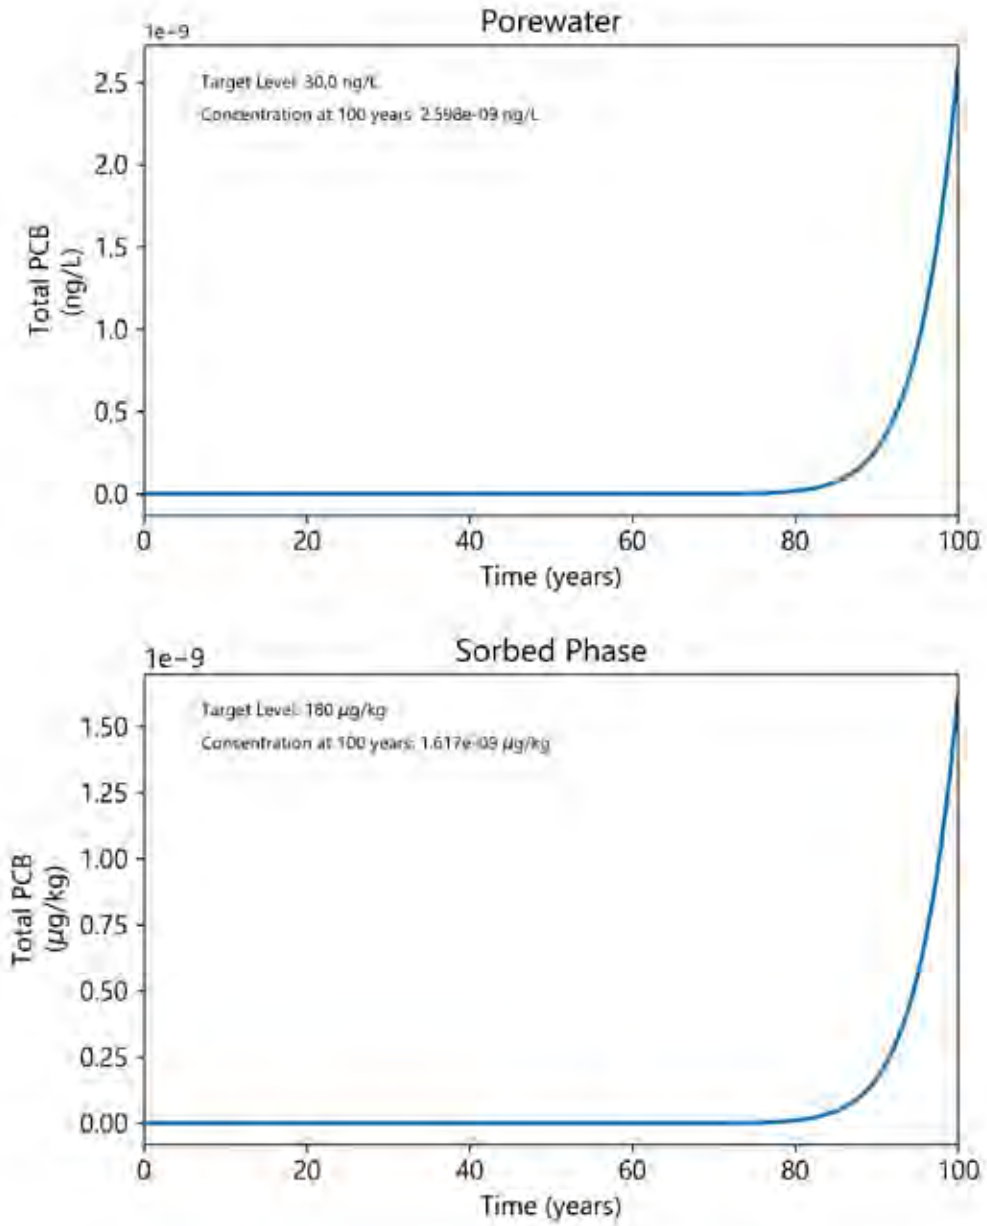 Porewater
1e−9
Target Level: 30.0 ng/L
Concentration at 100 years: 2.598e-09 ng/L
2.5
2.0
1.5
1.0
0.5
0.0
Total PCB
(ng/L)
0 20 40 60 80 100
Time (years)
Sorbed Phase
1e−9
Target Level: 180 µg/kg
Concentration at 100 years: 1.617e-09 µg/kg
1.50
1.25
1.00
0.75
0.50
0.25
0.00
Total PCB
(µg/kg)
0 20 40 60 80 100
Time (years)